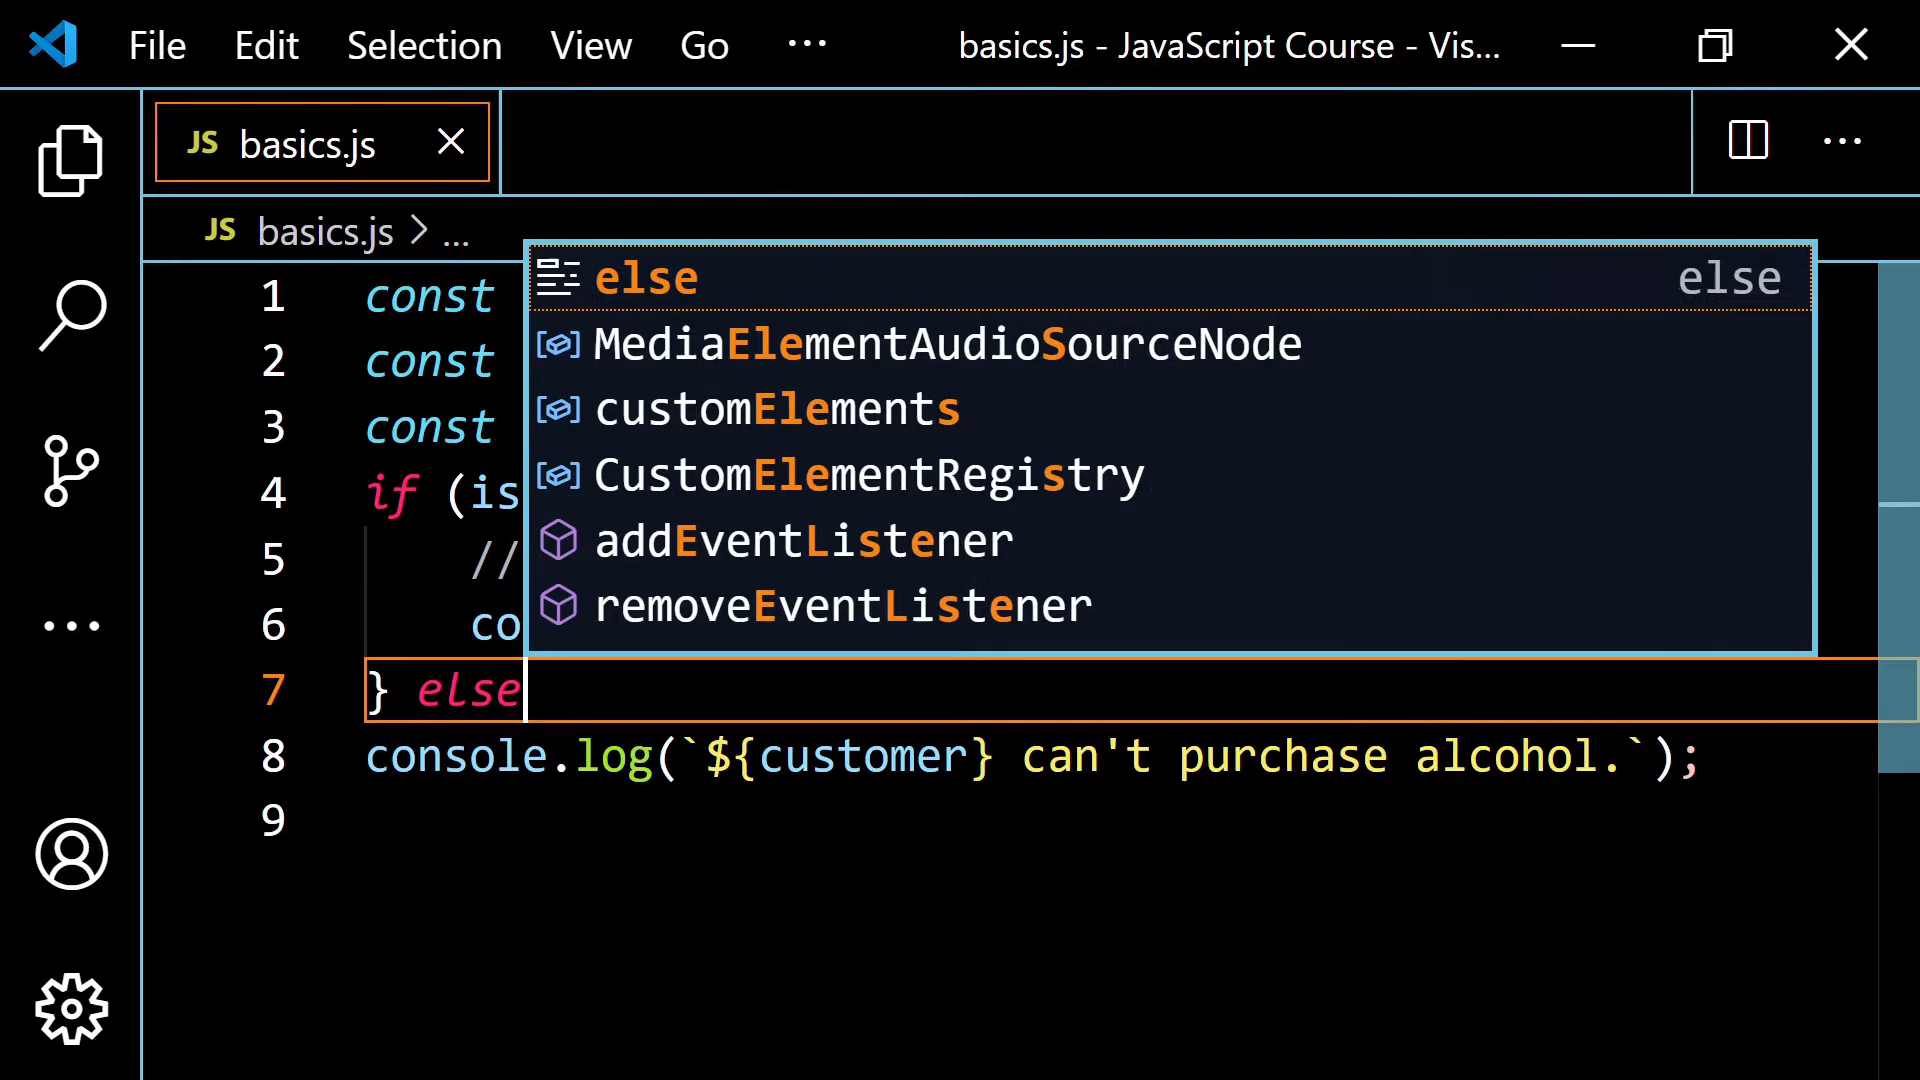 File Edit Selection View Go ··· basics.js - JavaScript Course - Vis...
JS basics.js
JS basics.js > ...
else else
MediaElementAudioSourceNode
customElements
CustomElementRegistry
addEventListener
removeEventListener
1 const
2 const
3 const
4 if (is
5 //
6 co
7 } else
8 console.log(`${customer} can't purchase alcohol.`);
9